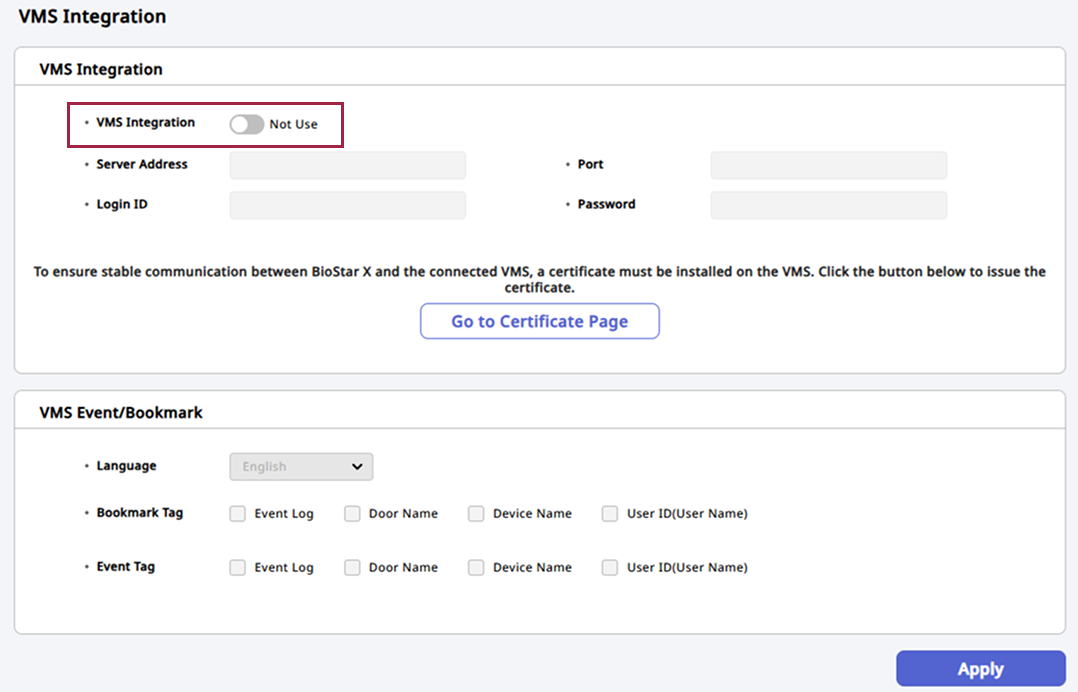 VMS Integration
VMS Integration
VMS Integration Not Use
Server Address Port
Login ID Password
To ensure stable communication between BioStar X and the connected VMS, a certificate must be installed on the VMS. Click the button below to issue the
certificate.
Go to Certificate Page
VMS Event/Bookmark
Language English
Bookmark Tag Event Log Door Name Device Name User ID(User Name)
Event Tag Event Log Door Name Device Name User ID(User Name)
Apply